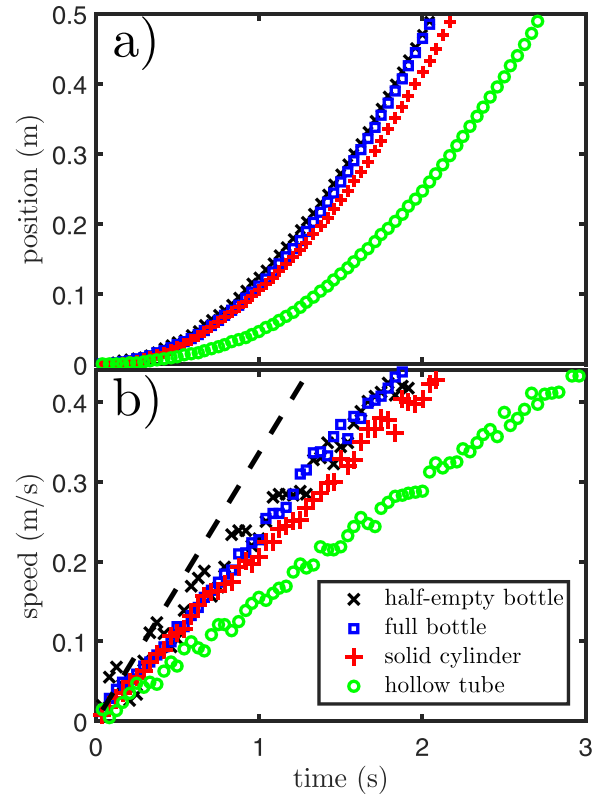 a)
0.5
0.4
0.3
0.2
0.1
0
position (m)
b)
0.4
0.3
0.2
0.1
0
speed (m/s)
half-empty bottle
full bottle
solid cylinder
hollow tube
0 1 2 3
time (s)